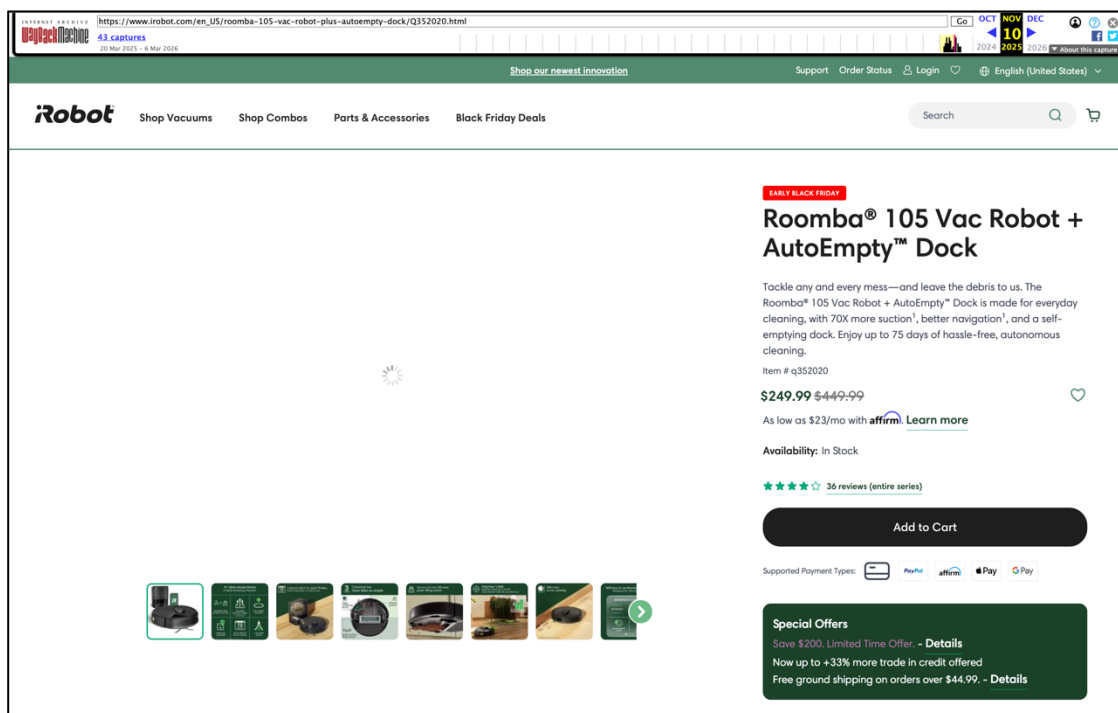 INTERNET ARCHIVE
WayBackMachine
https://www.irobot.com/en_US/roomba-105-vac-robot-plus-autoempty-dock/Q352020.html
Go
43 captures
20 Mar 2025 - 6 Mar 2026
OCT NOV DEC
10
2024 2025 2026
▼ About this capture
Shop our newest innovation
Support Order Status Login English (United States)
iRobot
Shop Vacuums Shop Combos Parts & Accessories Black Friday Deals
Search
EARLY BLACK FRIDAY
Roomba® 105 Vac Robot +
AutoEmpty™ Dock
Tackle any and every mess—and leave the debris to us. The
Roomba® 105 Vac Robot + AutoEmpty™ Dock is made for everyday
cleaning, with 70X more suction¹, better navigation¹, and a self-
emptying dock. Enjoy up to 75 days of hassle-free, autonomous
cleaning.
Item # q352020
$249.99 $449.99
As low as $23/mo with affirm. Learn more
Availability: In Stock
36 reviews (entire series)
Add to Cart
Supported Payment Types: PayPal affirm Pay G Pay
Special Offers
Save $200. Limited Time Offer. - Details
Now up to +33% more trade in credit offered
Free ground shipping on orders over $44.99. - Details